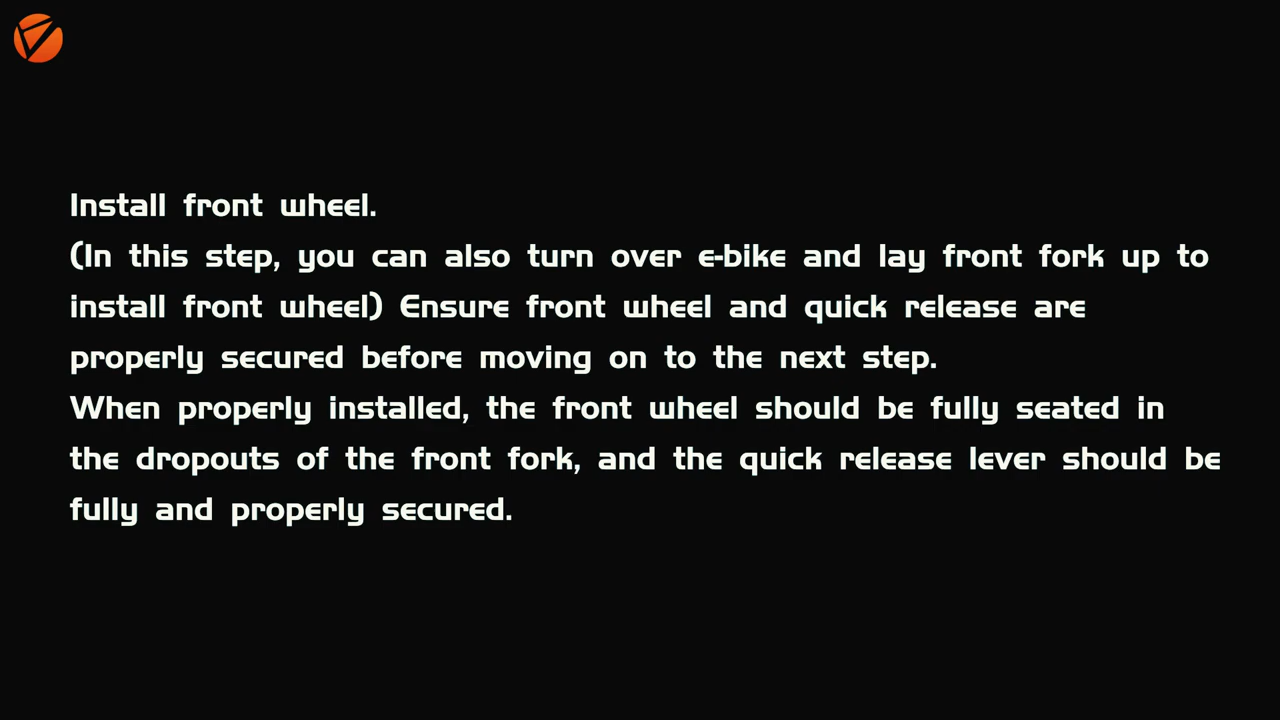 Install front wheel.
(In this step, you can also turn over e-bike and lay front fork up to
install front wheel) Ensure front wheel and quick release are
properly secured before moving on to the next step.
When properly installed, the front wheel should be fully seated in
the dropouts of the front fork, and the quick release lever should be
fully and properly secured.